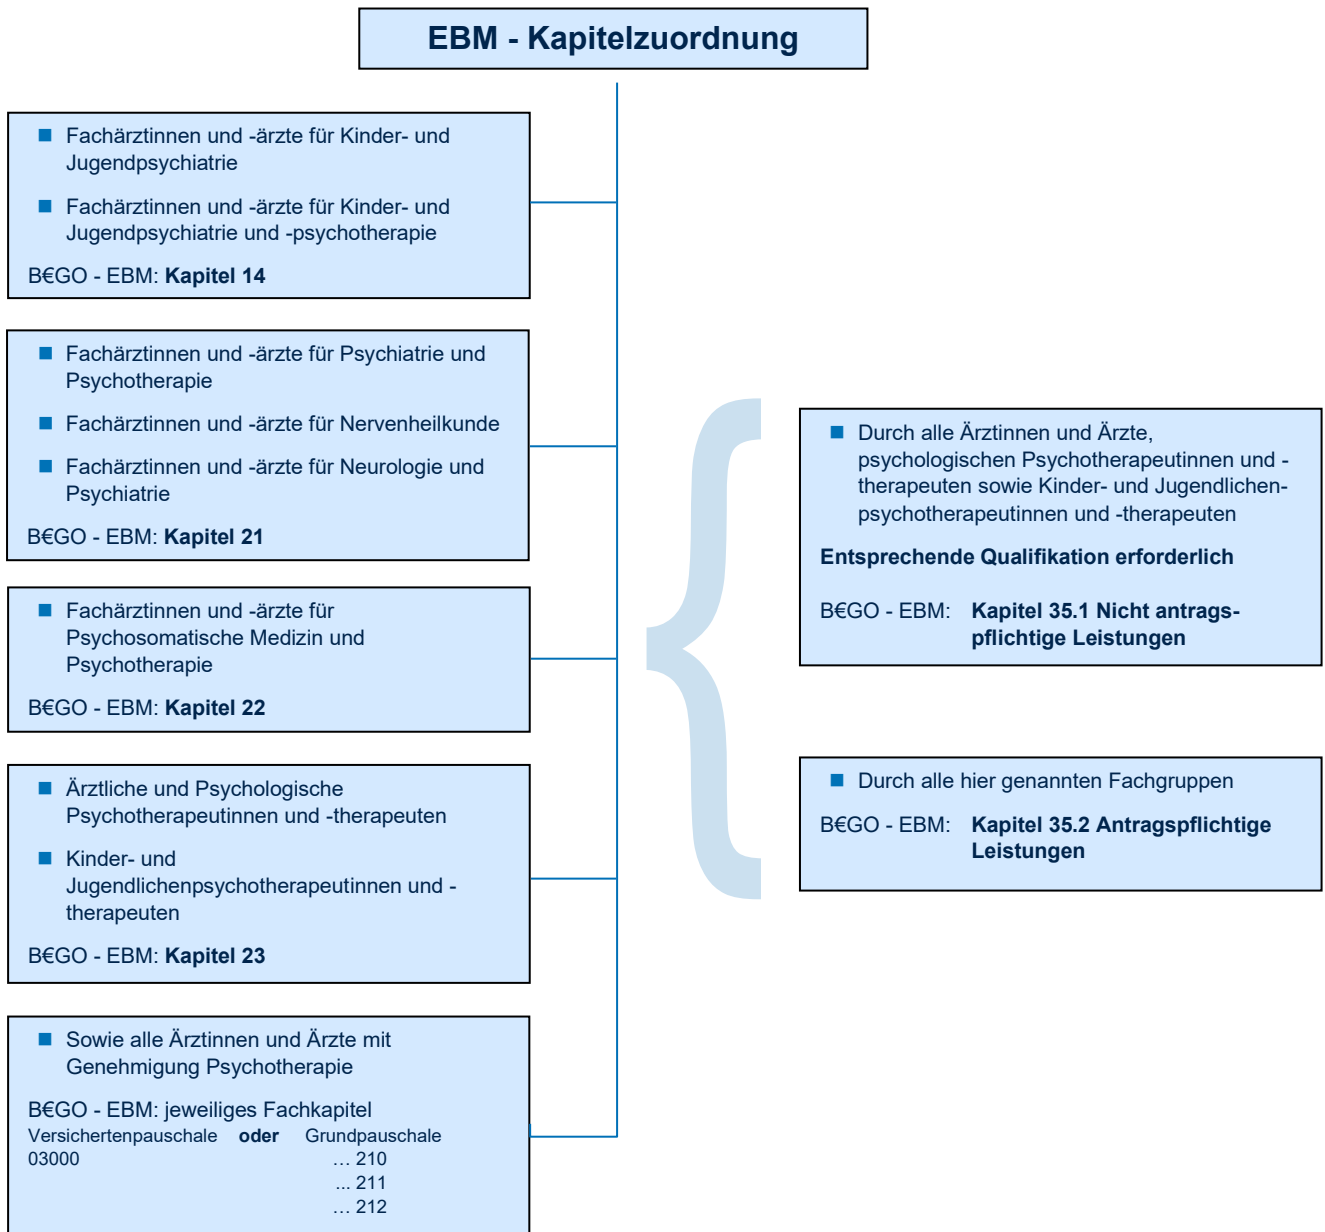 EBM - Kapitelzuordnung
Fachärztinnen und -ärzte für Kinder- und
Jugendpsychiatrie
Fachärztinnen und -ärzte für Kinder- und
Jugendpsychiatrie und -psychotherapie
B€GO - EBM: Kapitel 14
Fachärztinnen und -ärzte für Psychiatrie und
Psychotherapie
Fachärztinnen und -ärzte für Nervenheilkunde
Fachärztinnen und -ärzte für Neurologie und
Psychiatrie
B€GO - EBM: Kapitel 21
Fachärztinnen und -ärzte für
Psychosomatische Medizin und
Psychotherapie
B€GO - EBM: Kapitel 22
Ärztliche und Psychologische
Psychotherapeutinnen und -therapeuten
Kinder- und
Jugendlichenpsychotherapeutinnen und -
therapeuten
B€GO - EBM: Kapitel 23
Sowie alle Ärztinnen und Ärzte mit
Genehmigung Psychotherapie
B€GO - EBM: jeweiliges Fachkapitel
Versichertenpauschale oder Grundpauschale
03000 … 210
... 211
… 212
Durch alle Ärztinnen und Ärzte,
psychologischen Psychotherapeutinnen und -
therapeuten sowie Kinder- und Jugendlichen-
psychotherapeutinnen und -therapeuten
Entsprechende Qualifikation erforderlich
B€GO - EBM: Kapitel 35.1 Nicht antrags-
pflichtige Leistungen
Durch alle hier genannten Fachgruppen
B€GO - EBM: Kapitel 35.2 Antragspflichtige
Leistungen